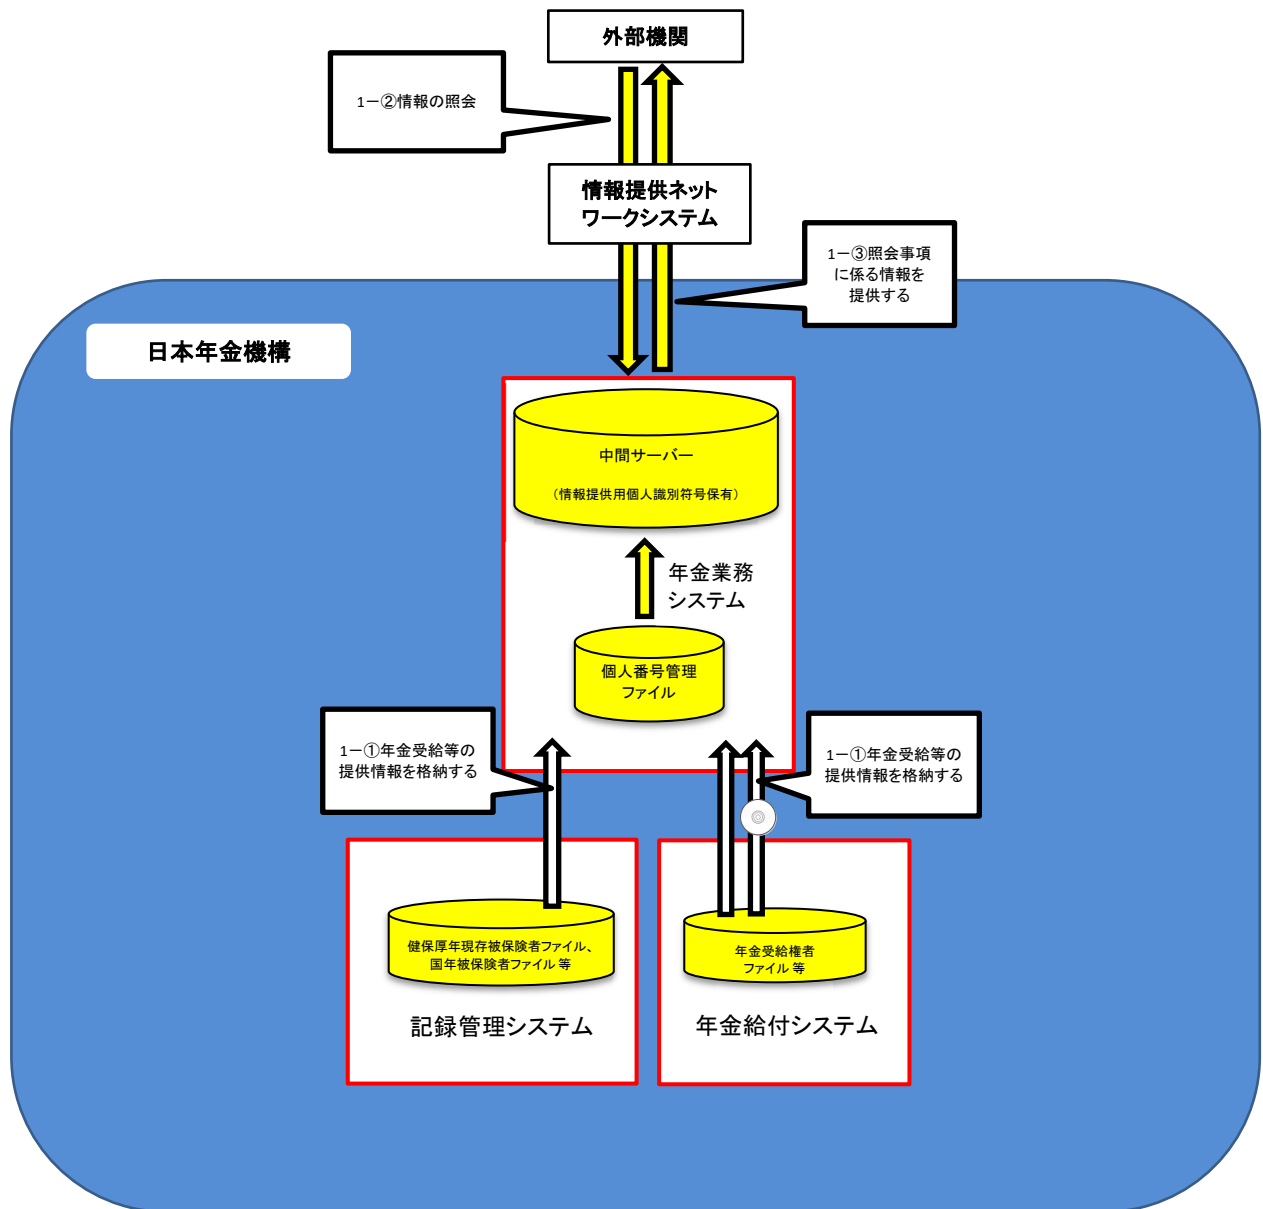 外部機関
1－②情報の照会
情報提供ネット
ワークシステム
1－③照会事項
に係る情報を
提供する
日本年金機構
中間サーバー
（情報提供用個人識別符号保有）
年金業務
システム
個人番号管理
ファイル
1－①年金受給等の
提供情報を格納する
1－①年金受給等の
提供情報を格納する
健保厚年現存被保険者ファイル、
国年被保険者ファイル等
記録管理システム
年金受給権者
ファイル等
年金給付システム